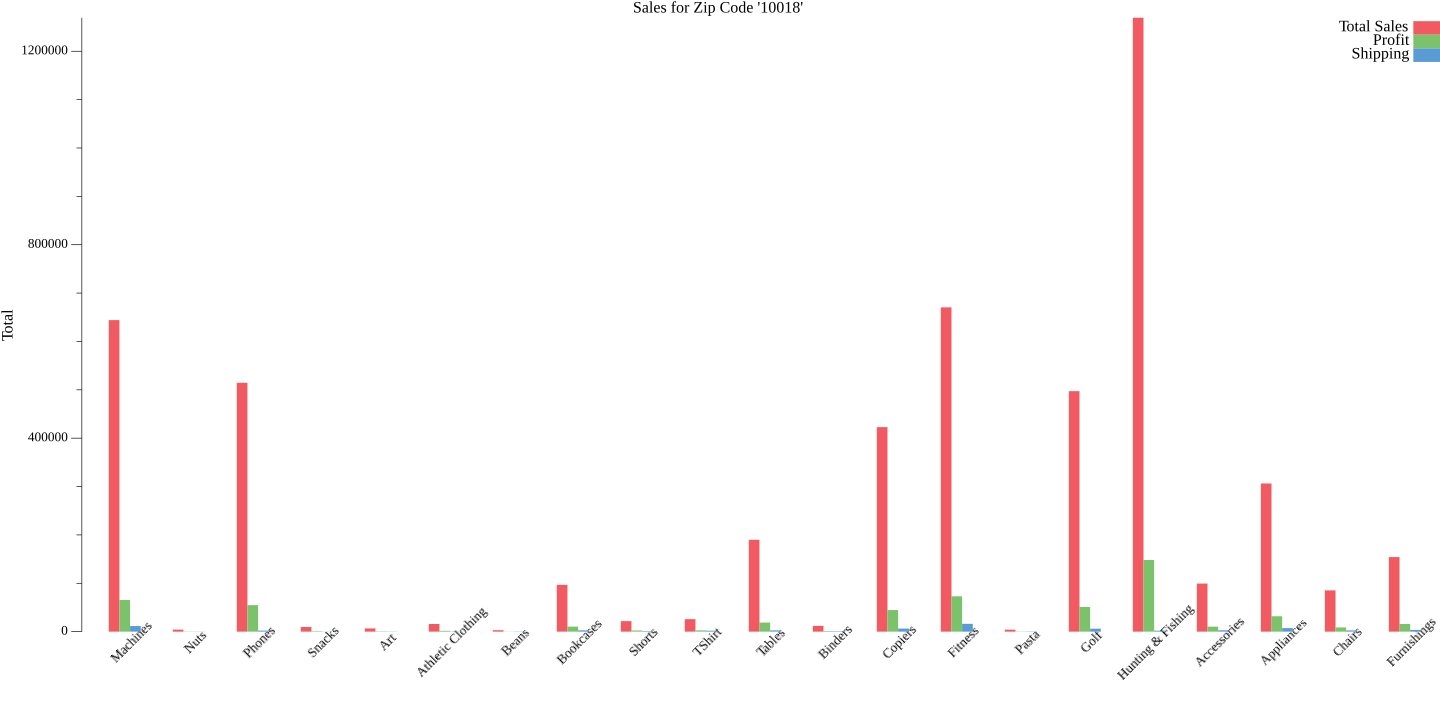 Sales for Zip Code '10018'
Total Sales
Profit
Shipping
Total
1200000
800000
400000
0
Machines
Nuts
Phones
Snacks
Art
Athletic Clothing
Beans
Bookcases
Shorts
TShirt
Tables
Binders
Copiers
Fitness
Pasta
Golf
Hunting & Fishing
Accessories
Appliances
Chairs
Furnishings